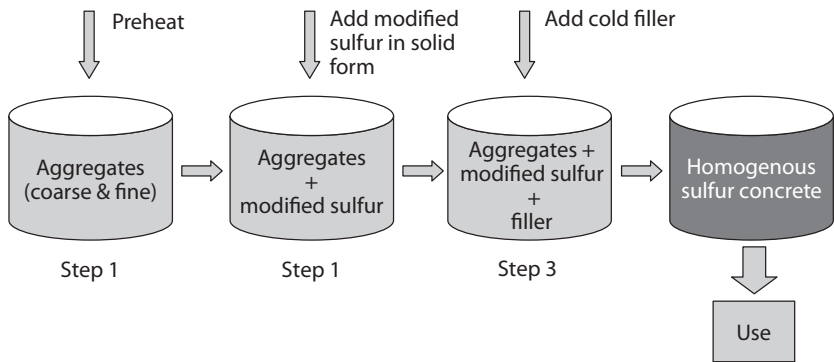 Preheat
Add modified
sulfur in solid
form
Add cold filler
Aggregates
(coarse & fine)
Aggregates
+
modified sulfur
Aggregates +
modified sulfur
+
filler
Homogenous
sulfur concrete
Step 1
Step 1
Step 3
Use